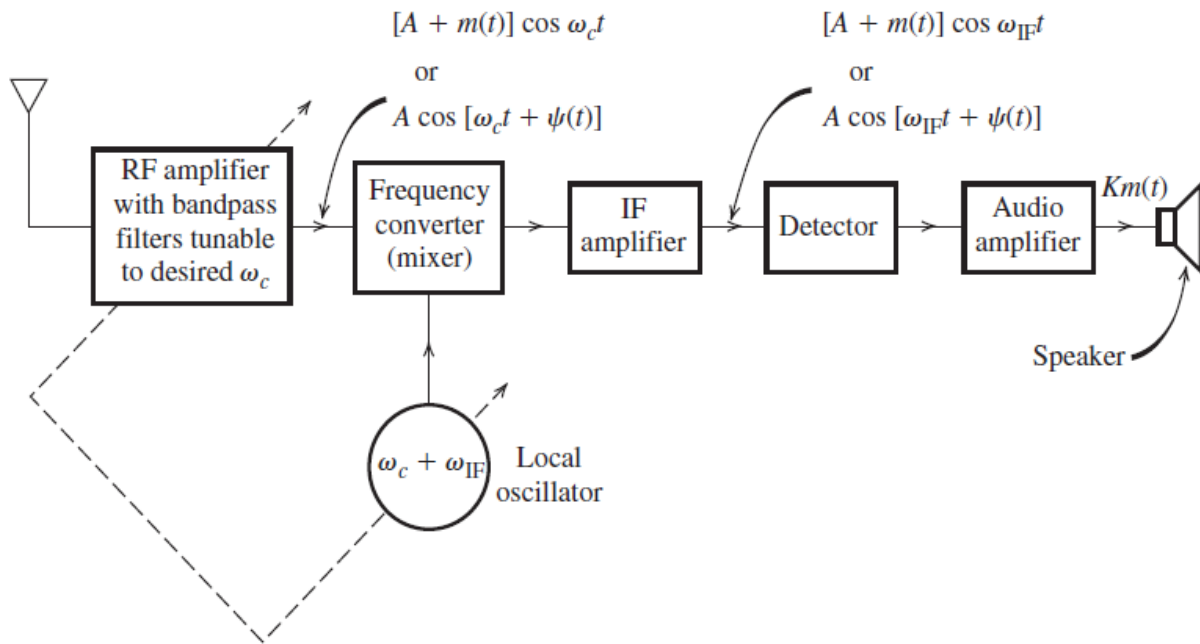 [A + m(t)] cos ω_c t
or
A cos [ω_c t + ψ(t)]
[A + m(t)] cos ω_IF t
or
A cos [ω_IF t + ψ(t)]
RF amplifier
with bandpass
filters tunable
to desired ω_c
Frequency
converter
(mixer)
IF
amplifier
Detector
Audio
amplifier
Km(t)
Speaker
ω_c + ω_IF
Local
oscillator